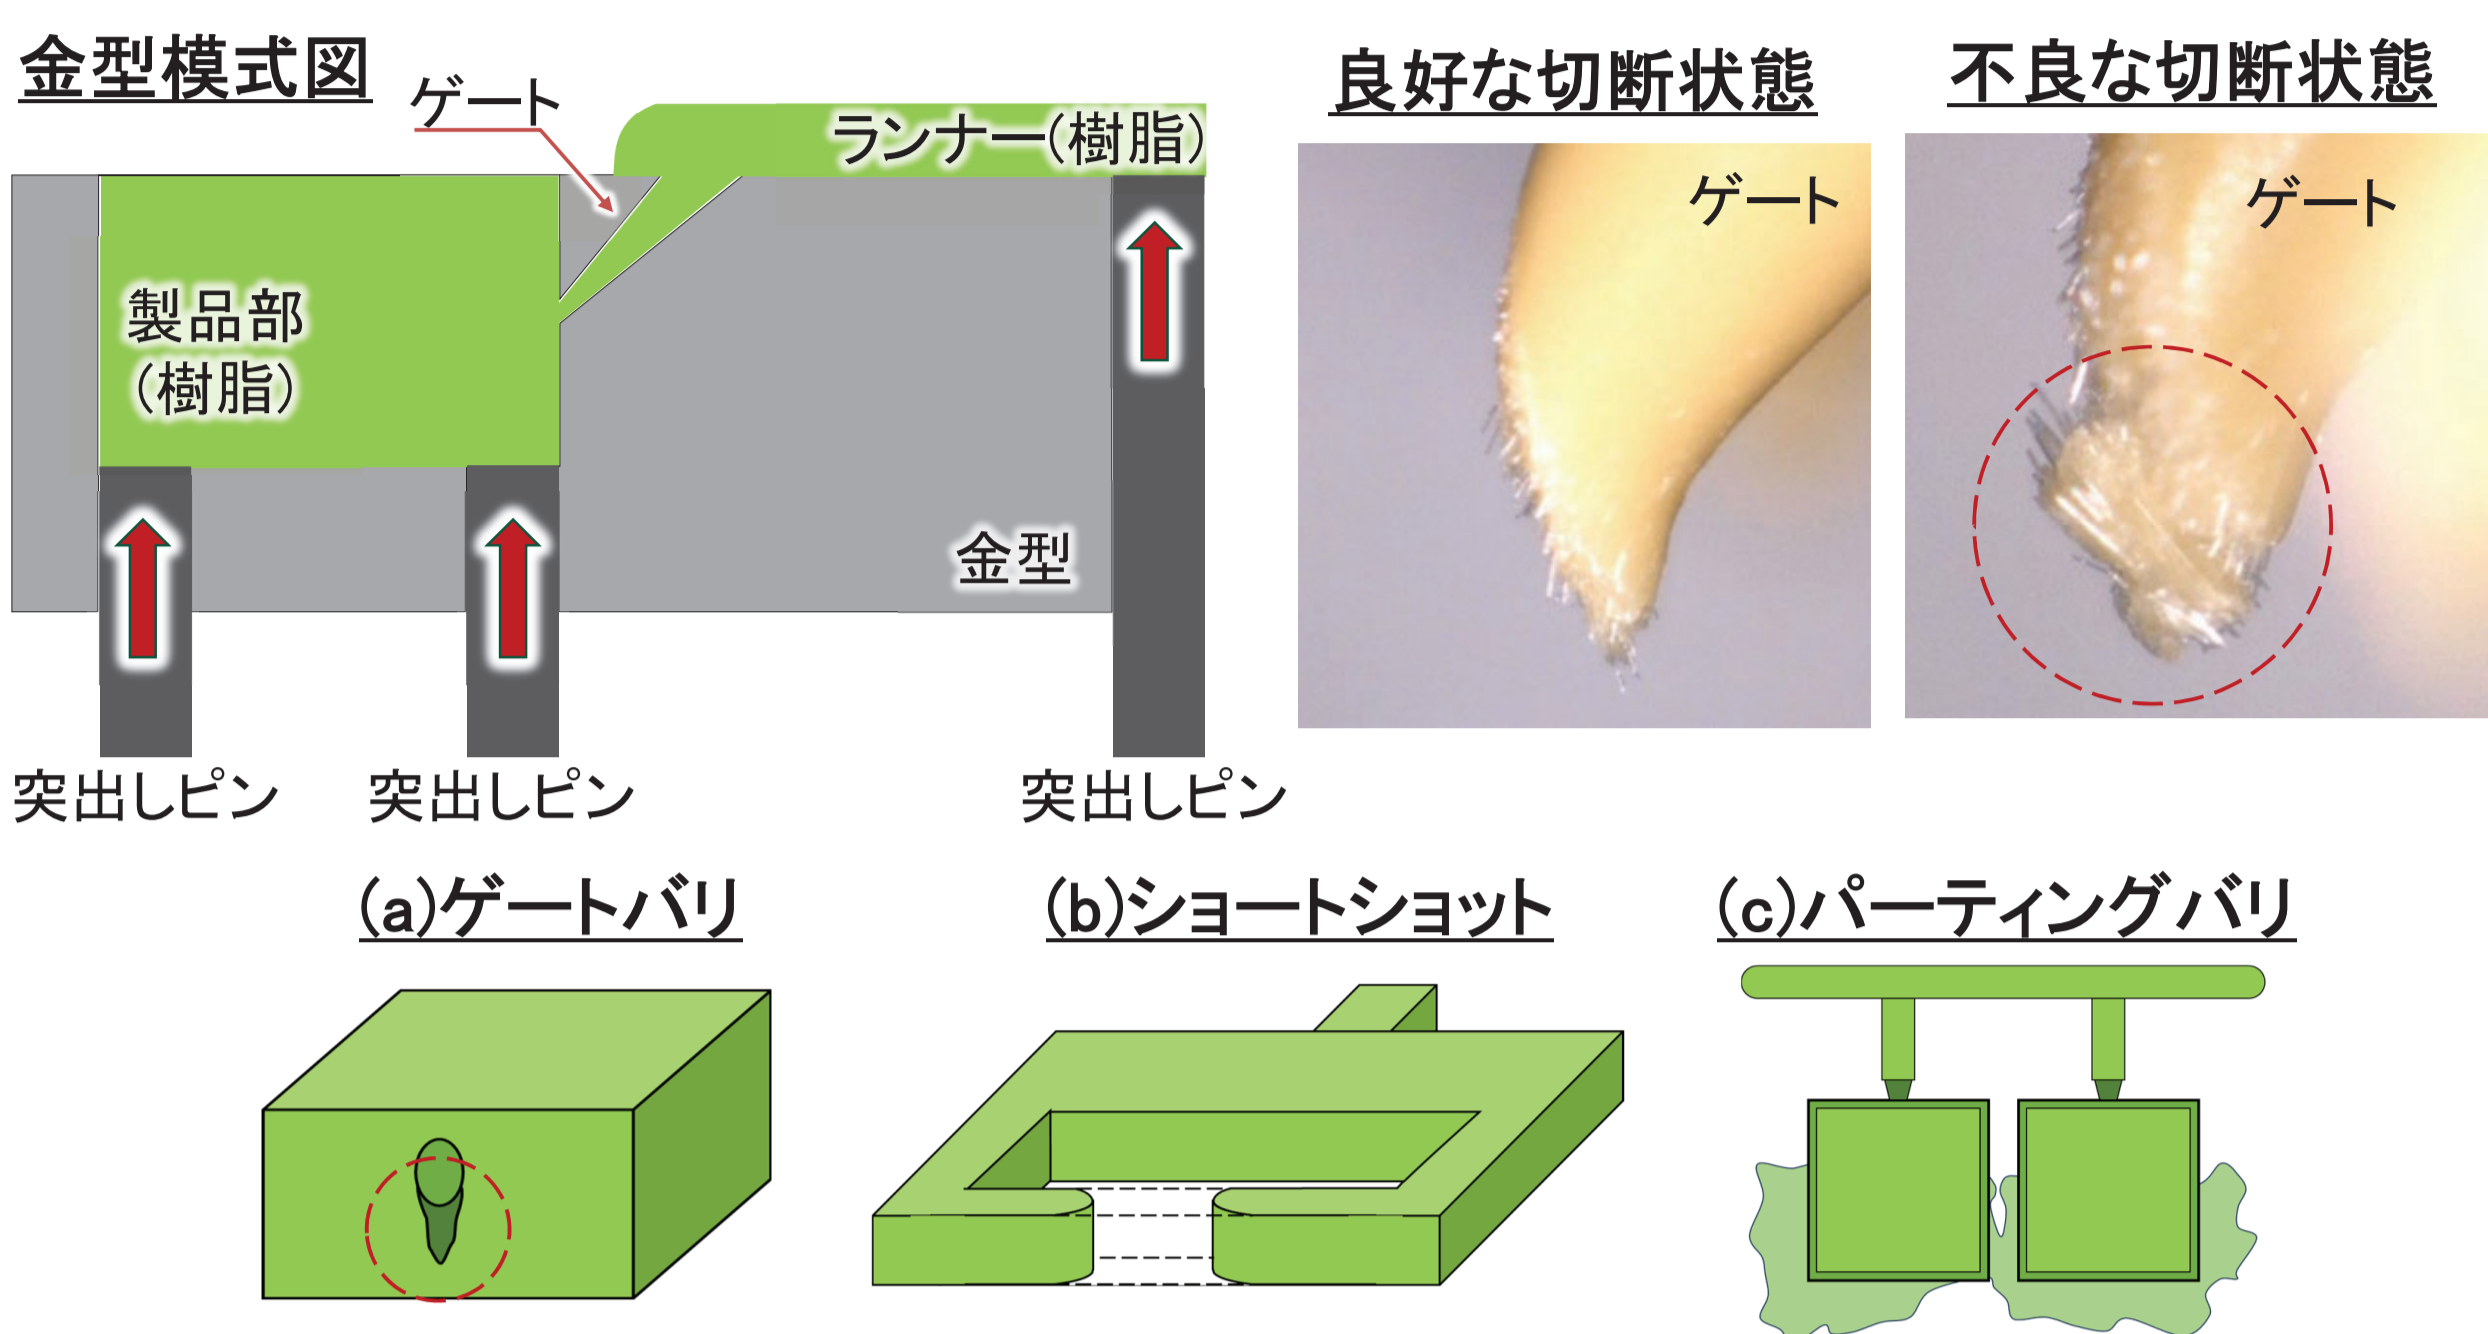 金型模式図
ゲート
ランナー(樹脂)
製品部
(樹脂)
金型
突出しピン
突出しピン
突出しピン
良好な切断状態
ゲート
不良な切断状態
ゲート
(a)ゲートバリ
(b)ショートショット
(c)パーティングバリ